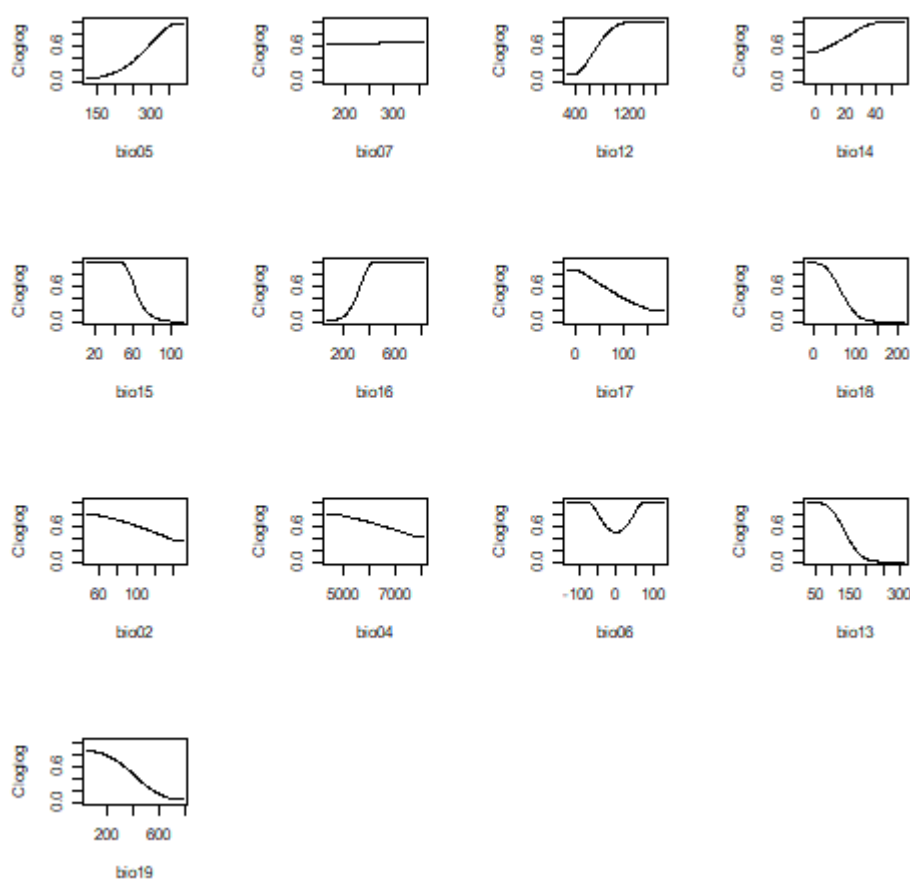 Cloglog 0.0 0.6 Cloglog 0.0 0.6 Cloglog 0.0 0.6 Cloglog 0.0 0.6
150 300 200 300 400 1200 0 20 40
bio05 bio07 bio12 bio14
Cloglog 0.0 0.6 Cloglog 0.0 0.6 Cloglog 0.0 0.6 Cloglog 0.0 0.6
20 60 100 200 600 0 100 0 100 200
bio15 bio16 bio17 bio18
Cloglog 0.0 0.6 Cloglog 0.0 0.6 Cloglog 0.0 0.6 Cloglog 0.0 0.6
60 100 5000 7000 -100 0 100 50 150 300
bio02 bio04 bio06 bio13
Cloglog 0.0 0.6
200 600
bio19